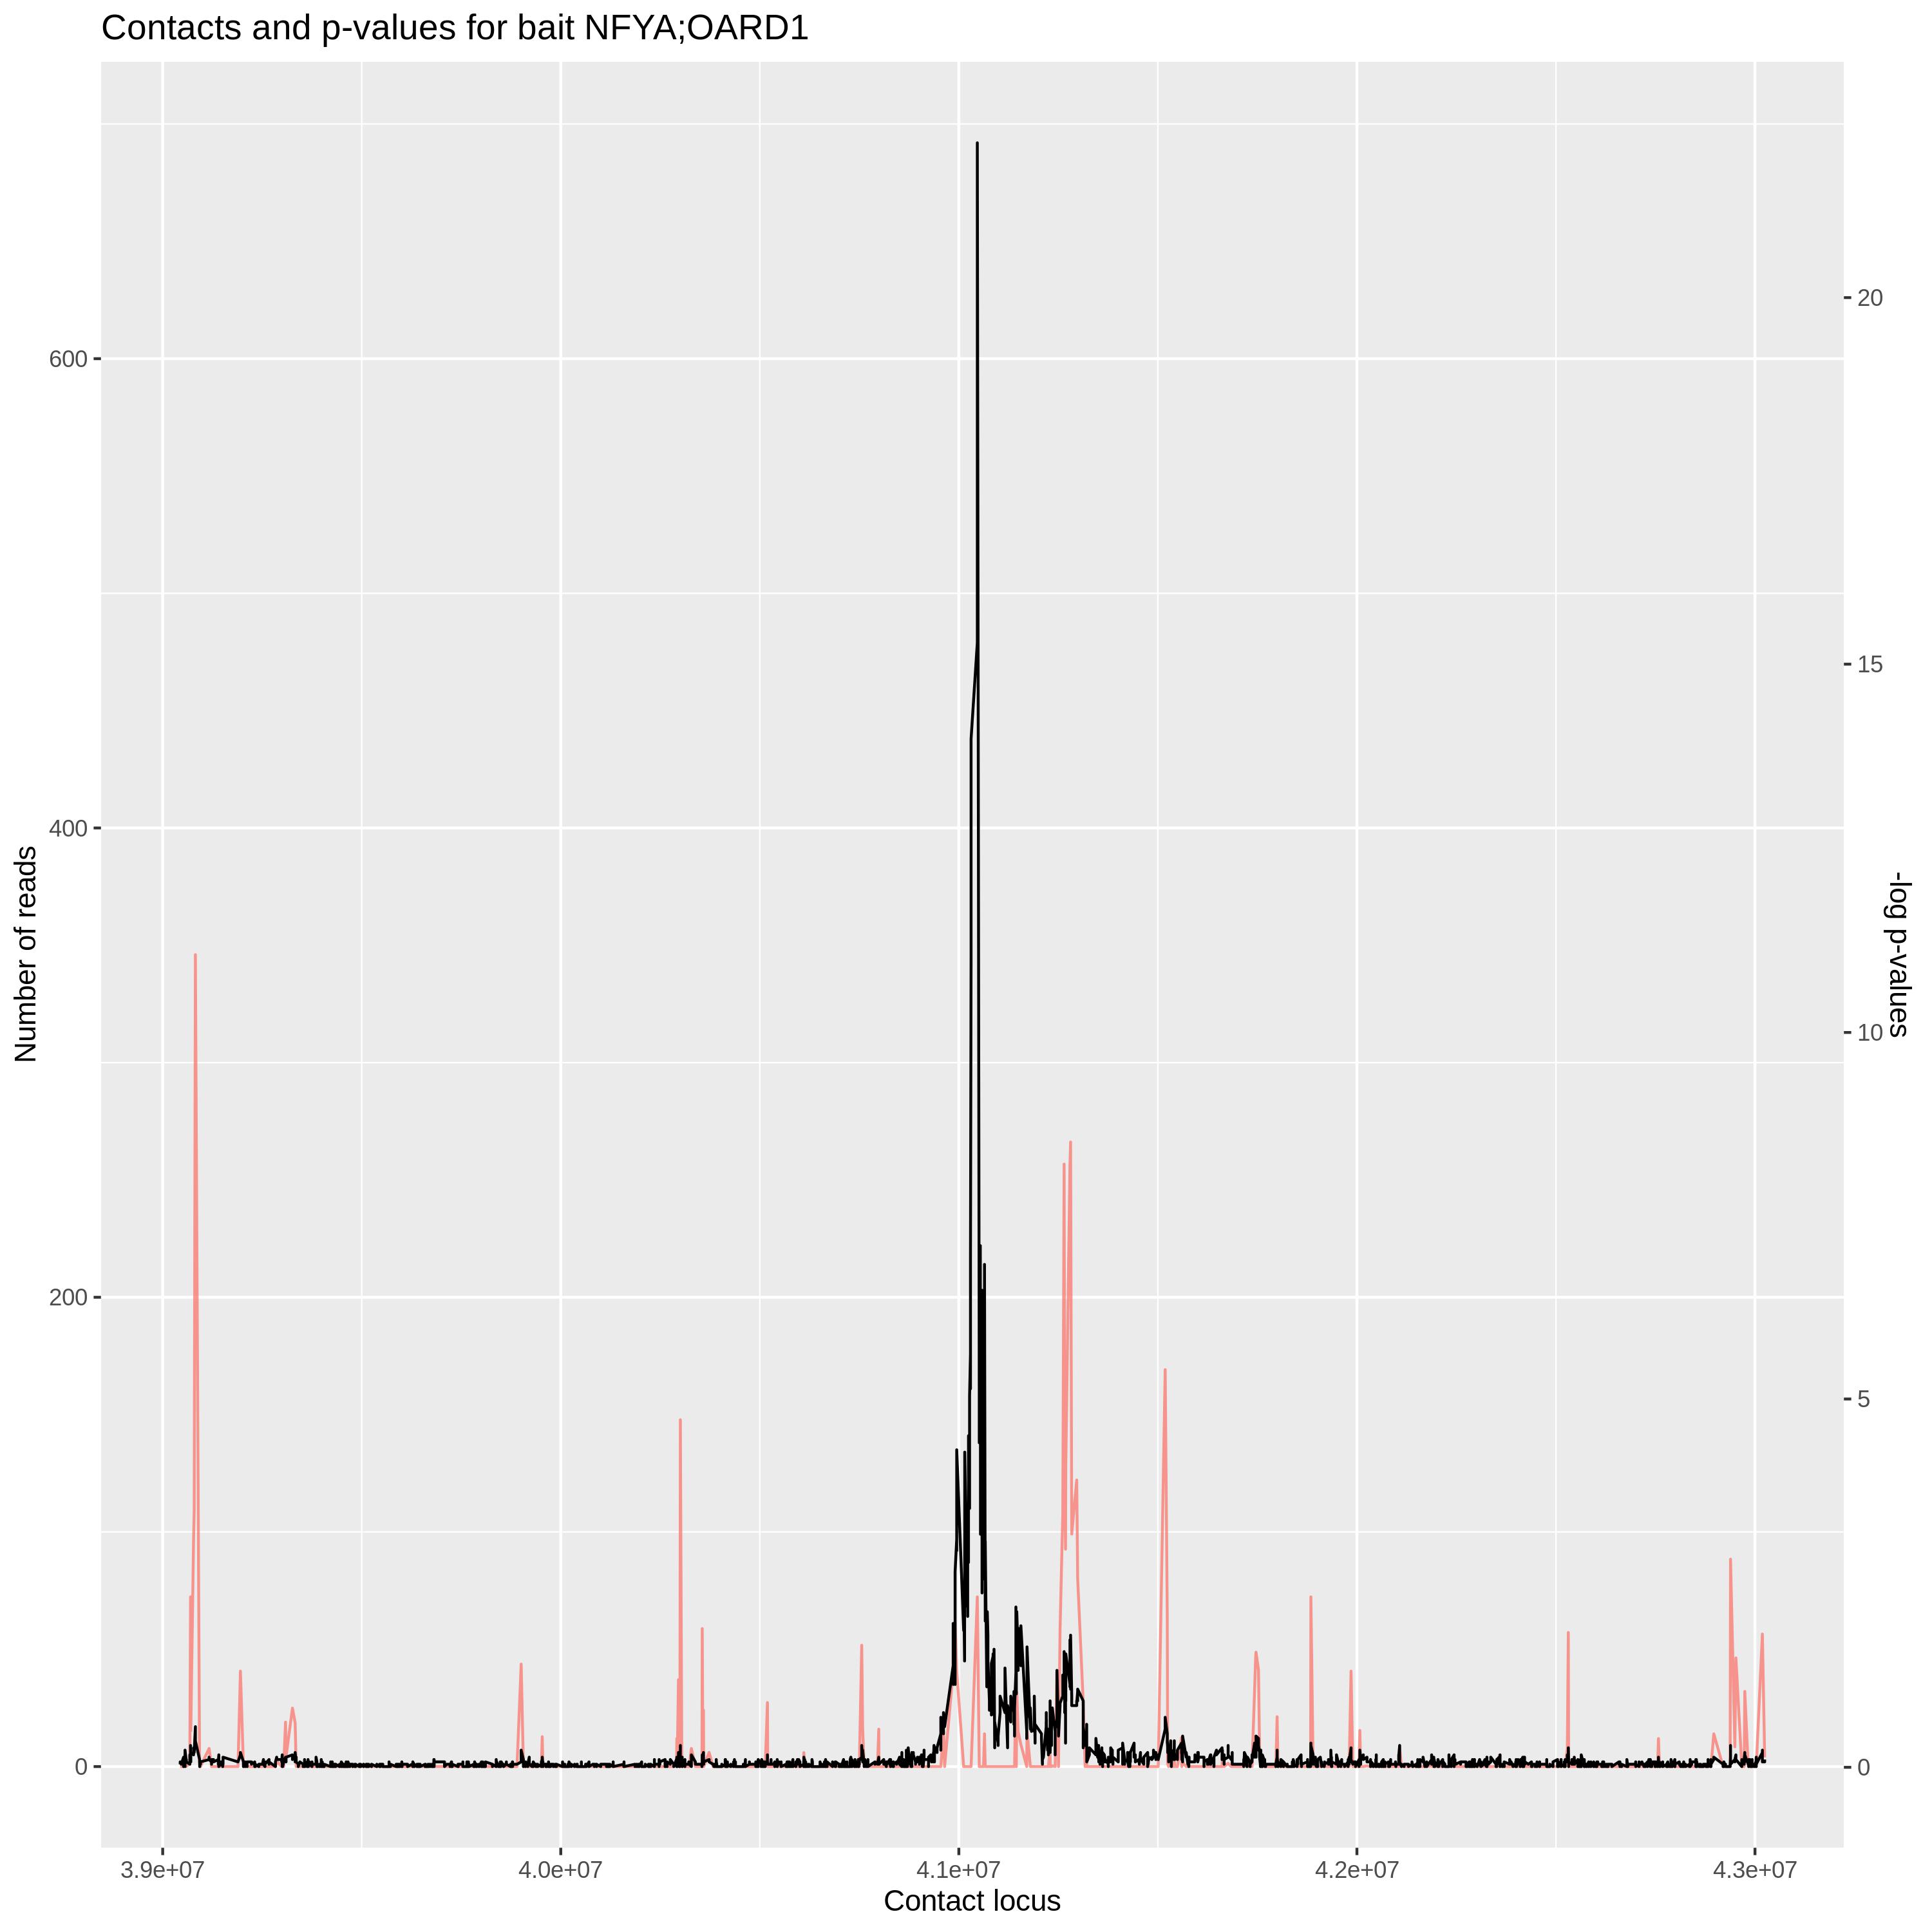 Contacts and p-values for bait NFYA;OARD1
Number of reads
600
400
200
0
20
15
10
5
0
-log p-values
3.9e+07
4.0e+07
4.1e+07
4.2e+07
4.3e+07
Contact locus